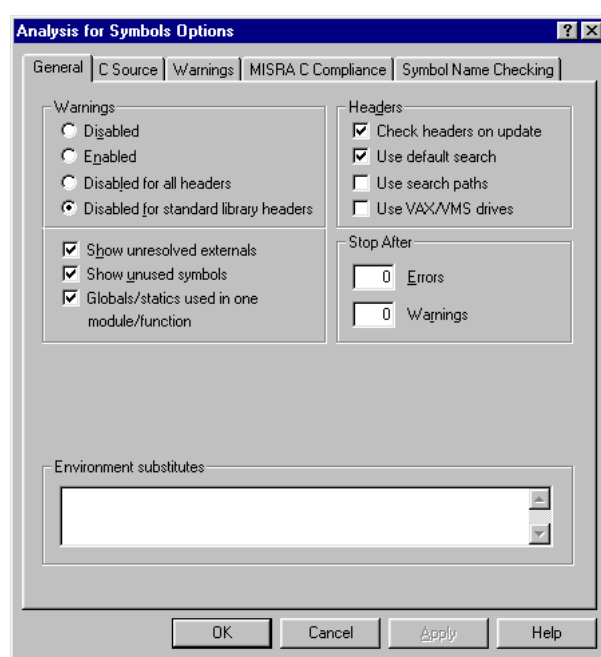 Analysis for Symbols Options
General
C Source
Warnings
MISRA C Compliance
Symbol Name Checking
Warnings
Disabled
Enabled
Disabled for all headers
Disabled for standard library headers
Show unresolved externals
Show unused symbols
Globals/statics used in one
module/function
Headers
Check headers on update
Use default search
Use search paths
Use VAX/VMS drives
Stop After
0 Errors
0 Warnings
Environment substitutes
OK
Cancel
Apply
Help